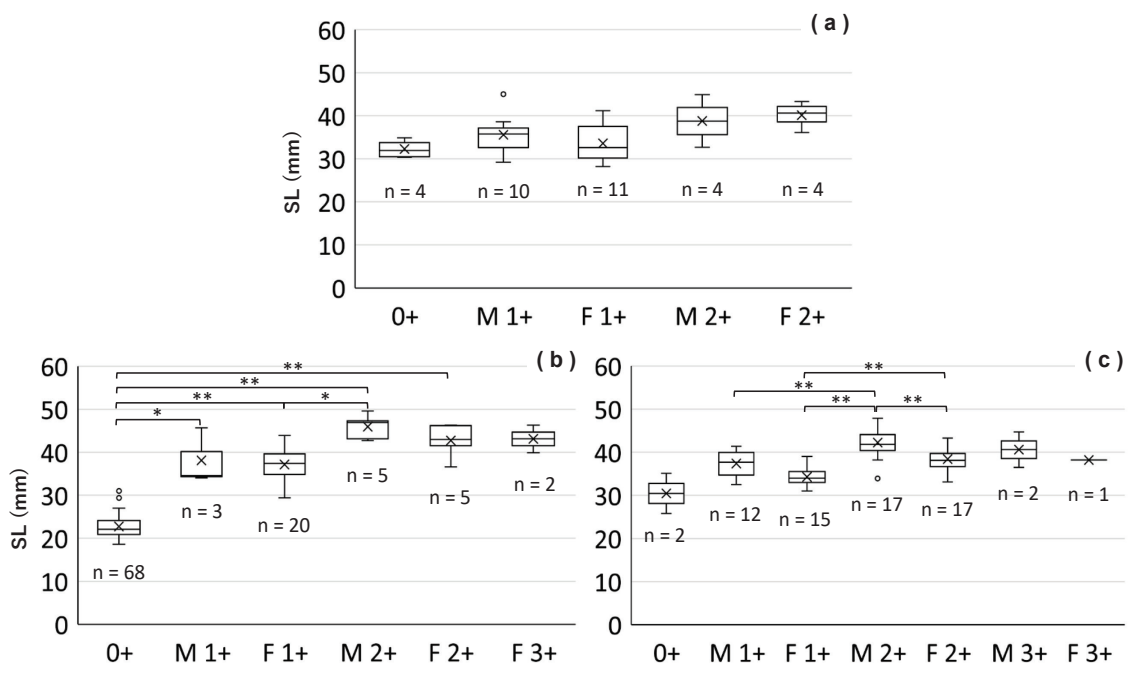 ( a )
60
50
40
30
20
10
0
SL (mm)
n = 4
n = 10
n = 11
n = 4
n = 4
0+ M 1+ F 1+ M 2+ F 2+
( b )
60
50
40
30
20
10
0
SL (mm)
**
**
** *
*
n = 68
n = 3
n = 20
n = 5
n = 5
n = 2
0+ M 1+ F 1+ M 2+ F 2+ F 3+
( c )
60
50
40
30
20
10
0
**
**
** **
n = 2
n = 12
n = 15
n = 17
n = 17
n = 2
n = 1
0+ M 1+ F 1+ M 2+ F 2+ M 3+ F 3+